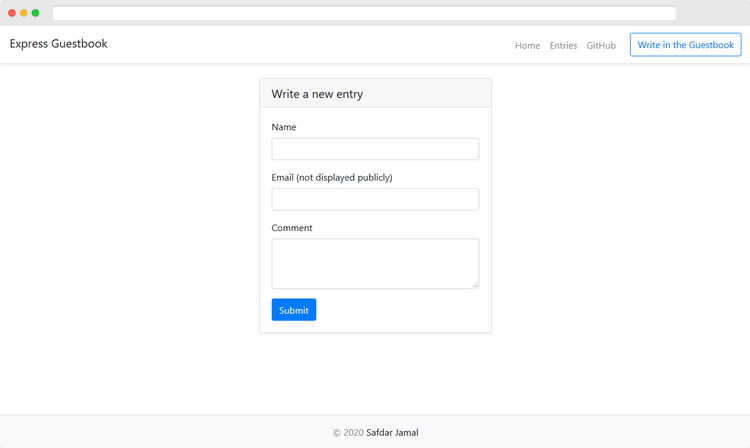 Express Guestbook
Home Entries GitHub Write in the Guestbook
Write a new entry
Name
Email (not displayed publicly)
Comment
Submit
© 2020 Safdar Jamal